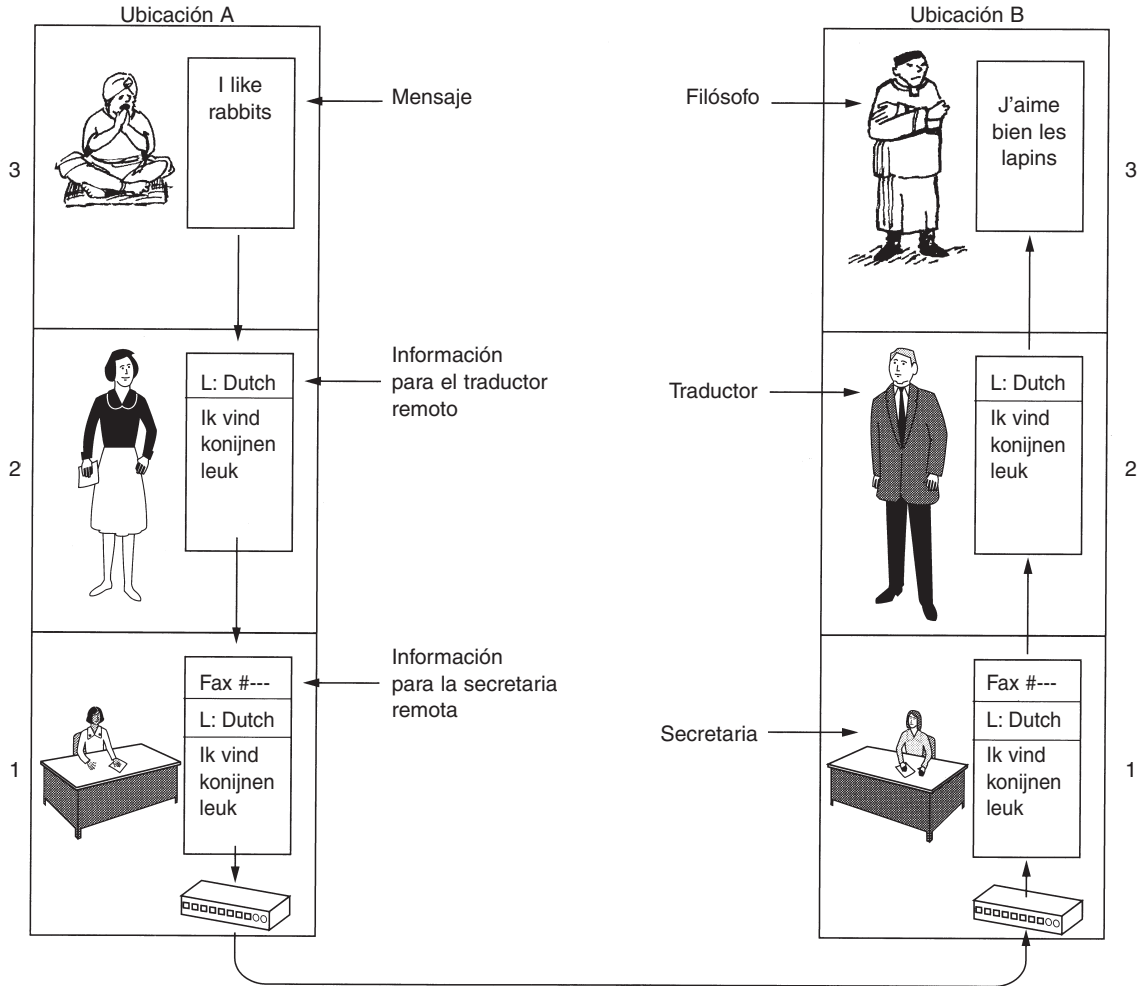 Ubicación A
I like
rabbits
Mensaje
3
L: Dutch
Ik vind
konijnen
leuk
Información
para el traductor
remoto
2
Fax #---
L: Dutch
Ik vind
konijnen
leuk
Información
para la secretaria
remota
1
Ubicación B
Filósofo
J'aime
bien les
lapins
3
Traductor
L: Dutch
Ik vind
konijnen
leuk
2
Secretaria
Fax #---
L: Dutch
Ik vind
konijnen
leuk
1